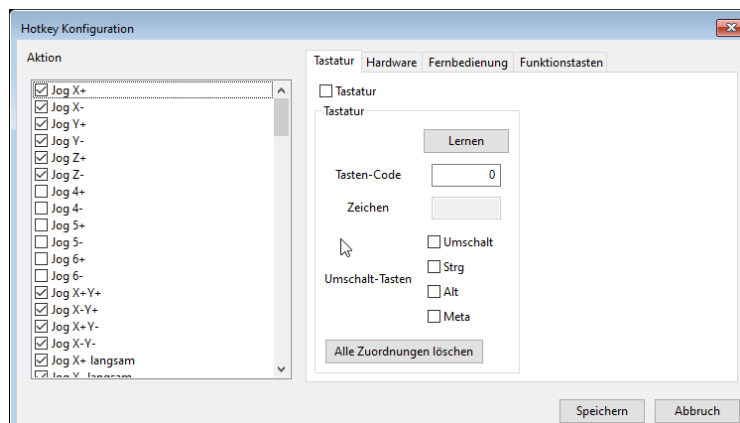 Hotkey Konfiguration
Aktion
Jog X+
Jog X-
Jog Y+
Jog Y-
Jog Z+
Jog Z-
Jog 4+
Jog 4-
Jog 5+
Jog 5-
Jog 6+
Jog 6-
Jog X+Y+
Jog X-Y+
Jog X+Y-
Jog X-Y-
Jog X+ langsam
Jog X- langsam
Tastatur Hardware Fernbedienung Funktionstasten
Tastatur
Tastatur
Lernen
Tasten-Code 0
Zeichen
Umschalt-Tasten
Umschalt
Strg
Alt
Meta
Alle Zuordnungen löschen
Speichern Abbruch